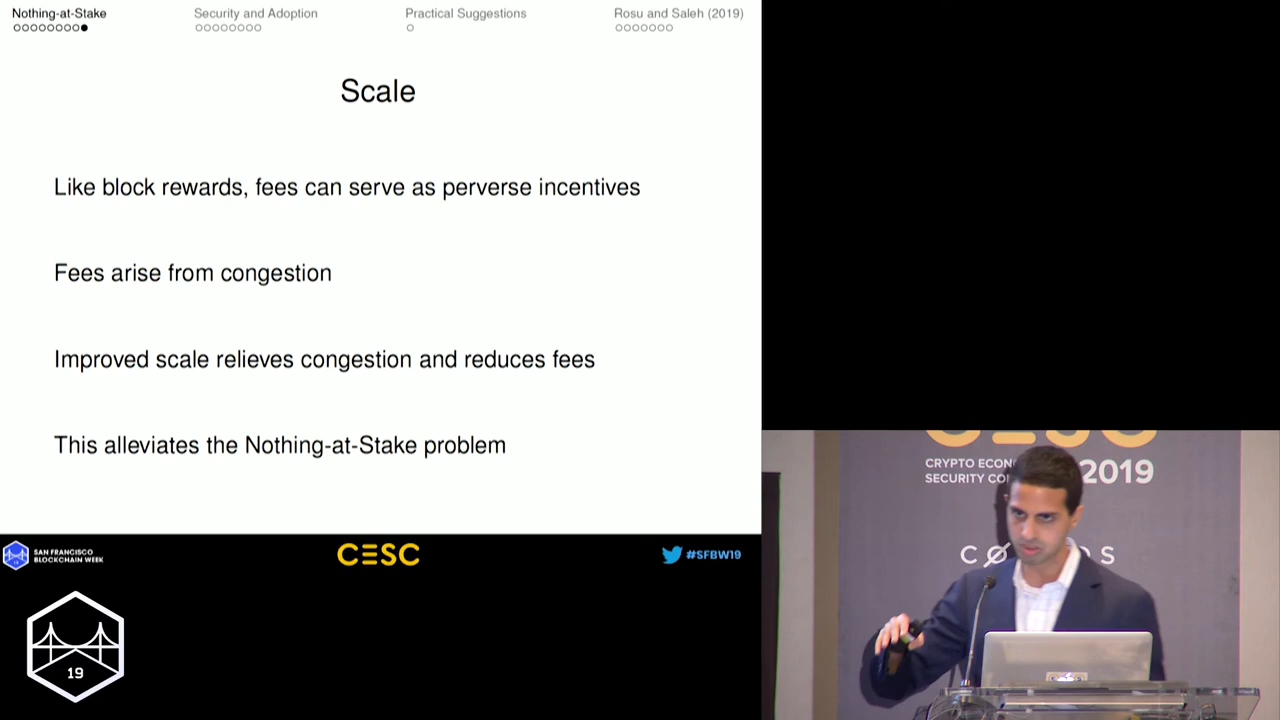 Nothing-at-Stake
Security and Adoption
Practical Suggestions
Rosu and Saleh (2019)
Scale
Like block rewards, fees can serve as perverse incentives
Fees arise from congestion
Improved scale relieves congestion and reduces fees
This alleviates the Nothing-at-Stake problem
SAN FRANCISCO
BLOCKCHAIN WEEK
CESC
#SFBW19
19
CESC
CRYPTO ECON
SECURITY CO
2019